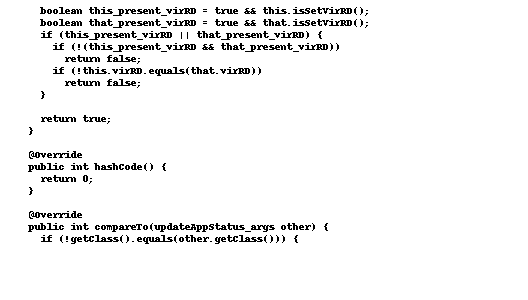 boolean this_present_virRD = true && this.isSetVirRD();
boolean that_present_virRD = true && that.isSetVirRD();
if (this_present_virRD || that_present_virRD) {
if (!(this_present_virRD && that_present_virRD))
return false;
if (!this.virRD.equals(that.virRD))
return false;
}
return true;
}
@Override
public int hashCode() {
return 0;
}
@Override
public int compareTo(updateAppStatus_args other) {
if (!getClass().equals(other.getClass())) {